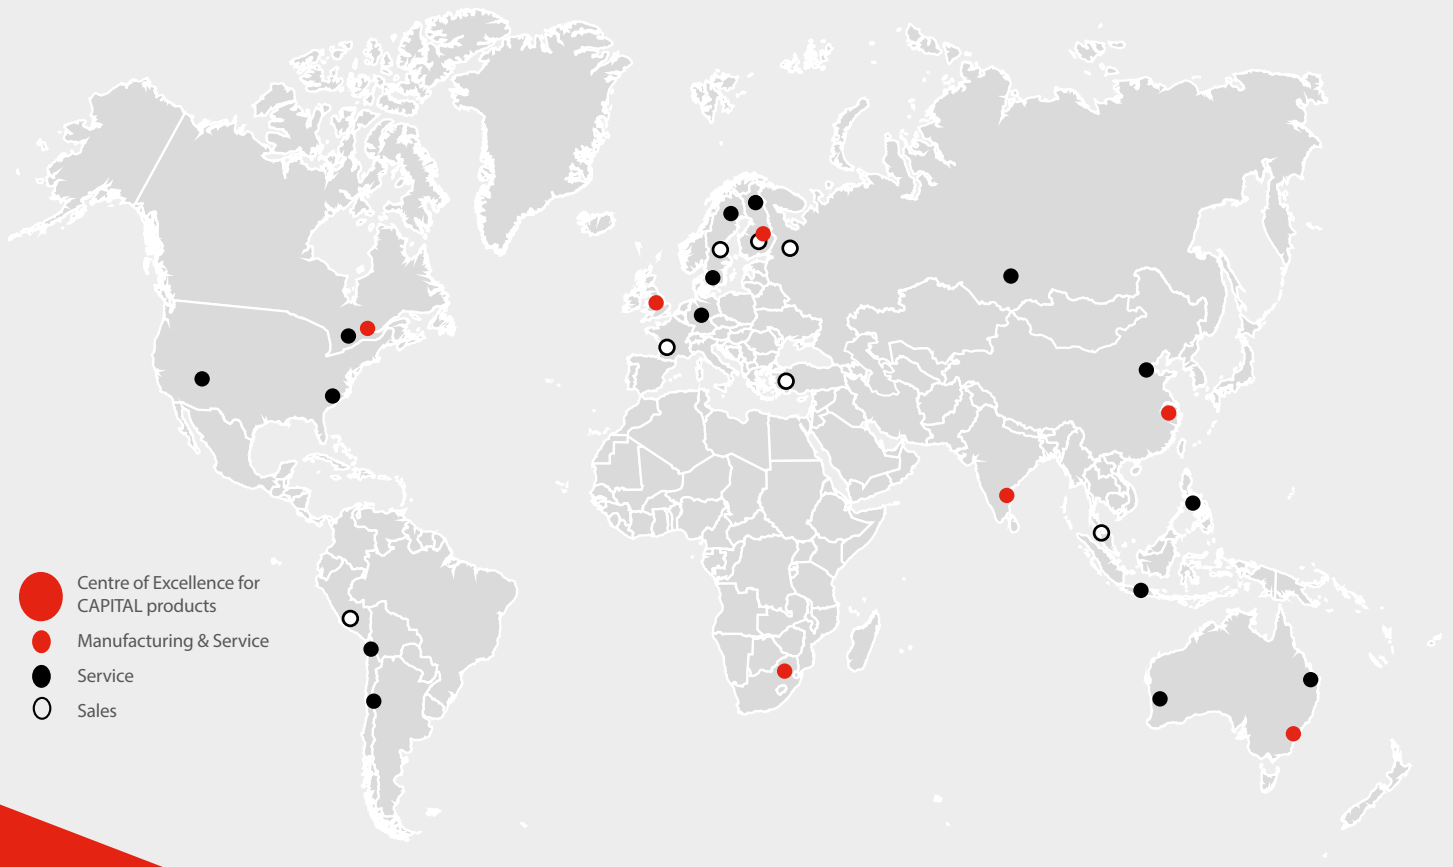 Centre of Excellence for
CAPITAL products
Manufacturing & Service
Service
Sales